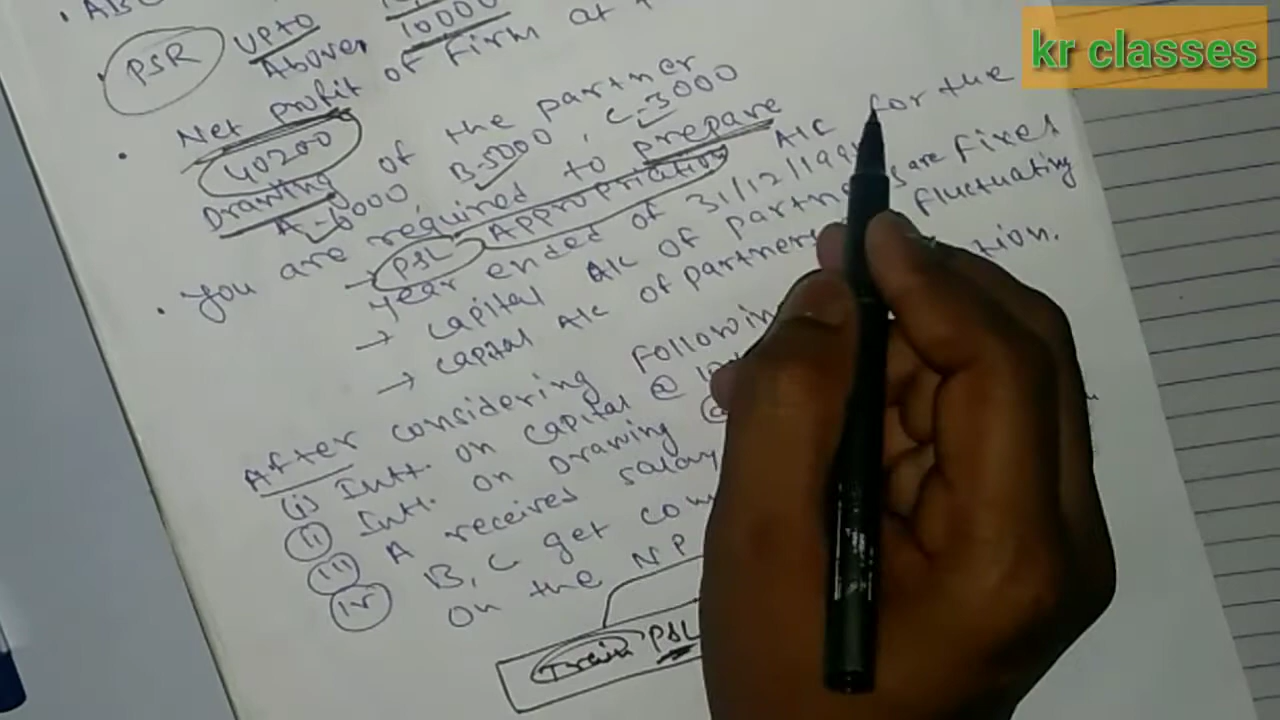 kr classes
PSR UPto
Above 10000
Net profit of Firm at
40200
Drawing of the partner
A-6000, B-5000, C-3000
You are required to prepare
→ P&L Appropriation A/C for the
year ended of 31/12/199
→ capital A/C of partners are Fixed
→ capital A/C of partners fluctuating
After considering Following
(i) Intt. on capital @
(ii) Intt. on Drawing @
(iii) A receives salary
(iv) B, C get com
on the NP
P&L